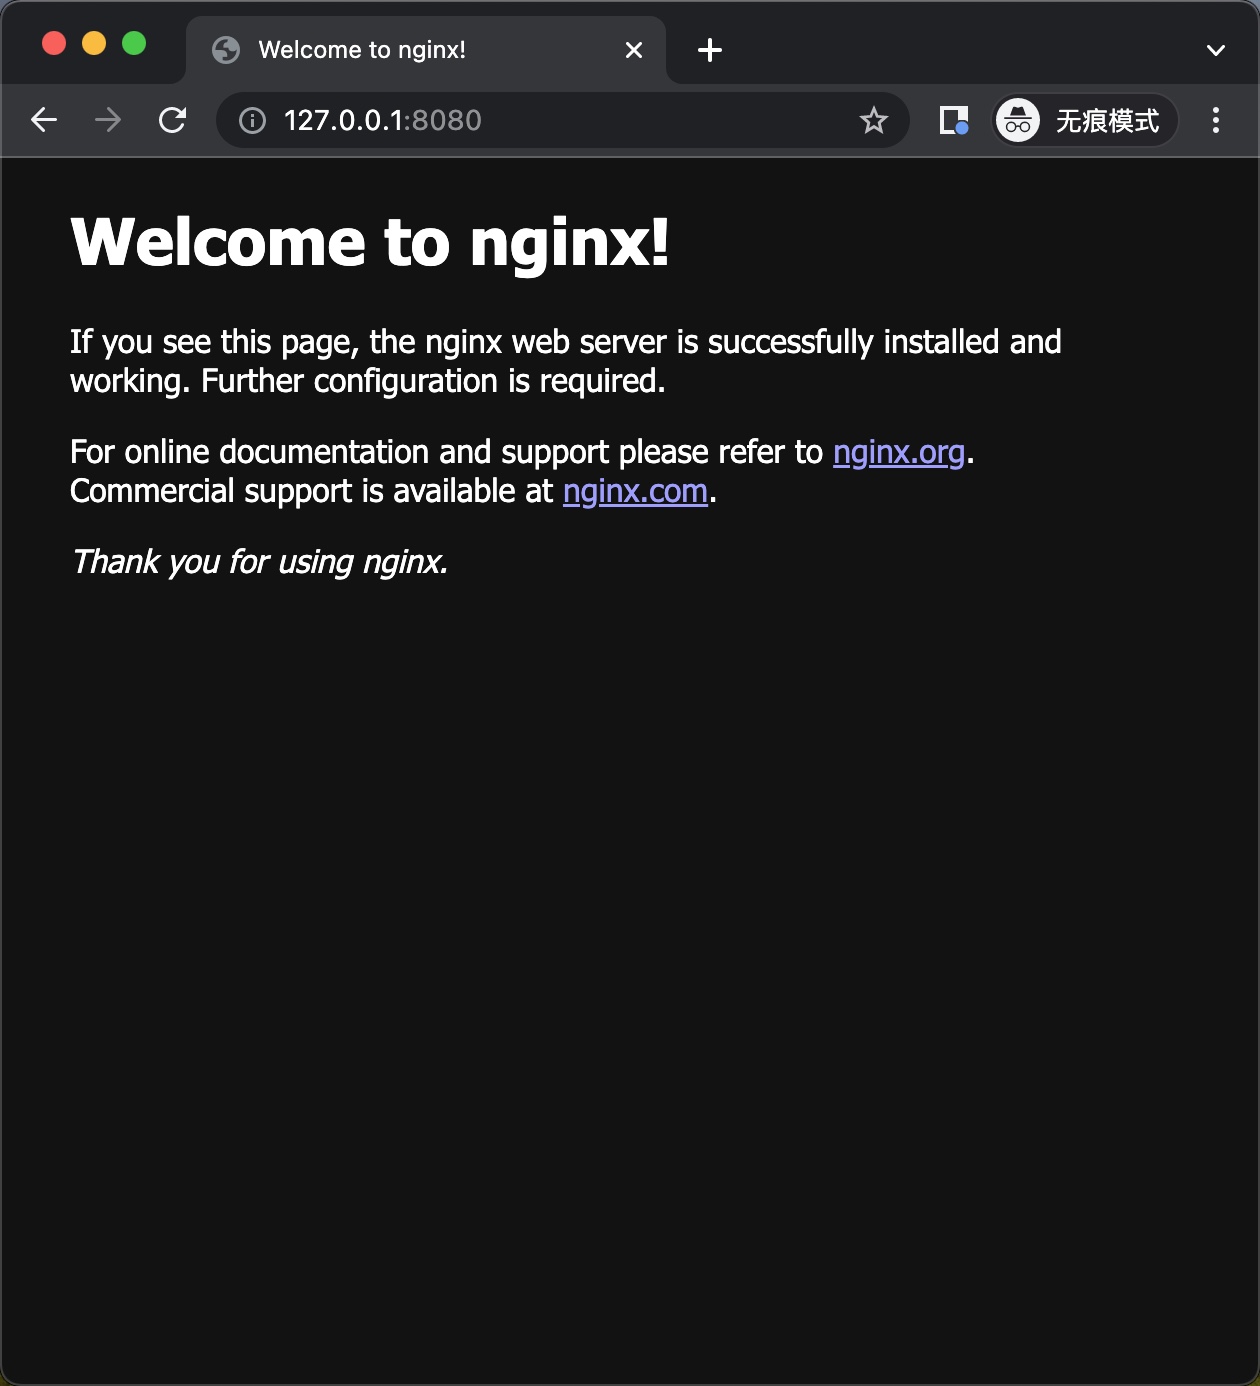 Welcome to nginx!
127.0.0.1:8080
无痕模式
Welcome to nginx!
If you see this page, the nginx web server is successfully installed and
working. Further configuration is required.
For online documentation and support please refer to nginx.org.
Commercial support is available at nginx.com.
Thank you for using nginx.